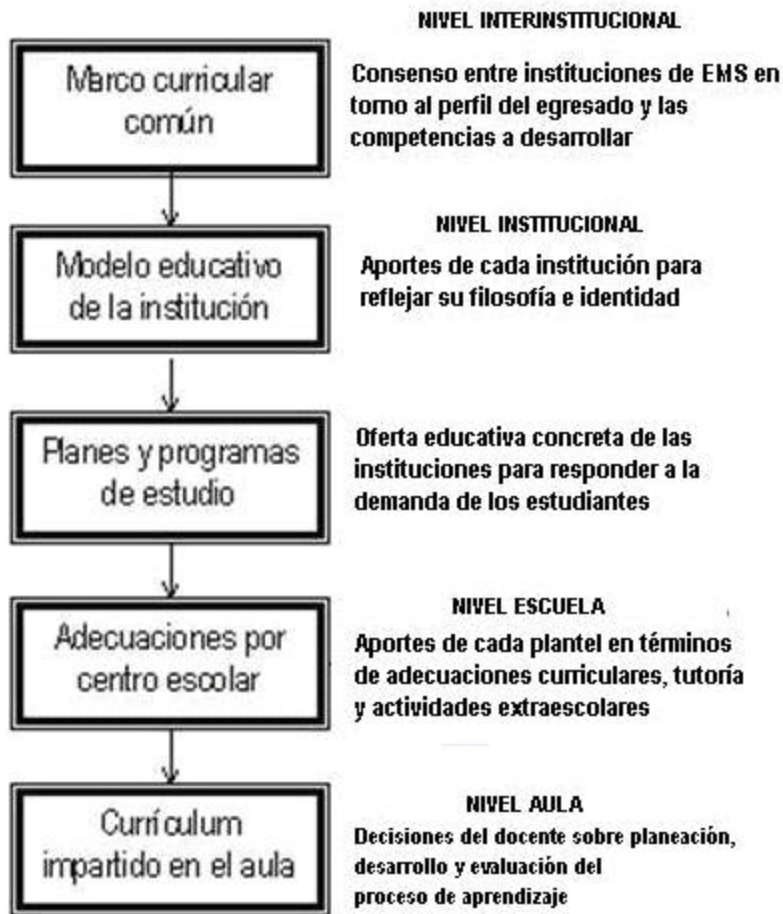 NIVEL INTERINSTITUCIONAL
Marco curricular
común
Consenso entre instituciones de EMS en
torno al perfil del egresado y las
competencias a desarrollar
NIVEL INSTITUCIONAL
Modelo educativo
de la institución
Aportes de cada institución para
reflejar su filosofía e identidad
Planes y programas
de estudio
Oferta educativa concreta de las
instituciones para responder a la
demanda de los estudiantes
NIVEL ESCUELA
Adecuaciones por
centro escolar
Aportes de cada plantel en términos
de adecuaciones curriculares, tutoría
y actividades extraescolares
NIVEL AULA
Currículum
impartido en el aula
Decisiones del docente sobre planeación,
desarrollo y evaluación del
proceso de aprendizaje